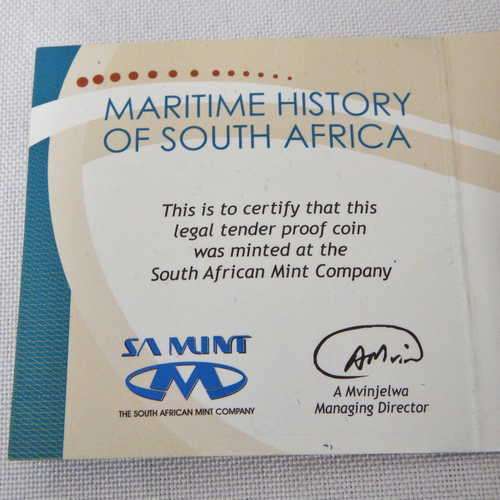 MARITIME HISTORY
OF SOUTH AFRICA
This is to certify that this
legal tender proof coin
was minted at the
South African Mint Company
SA MINT
THE SOUTH AFRICAN MINT COMPANY
AMvin
A Mvinjelwa
Managing Director